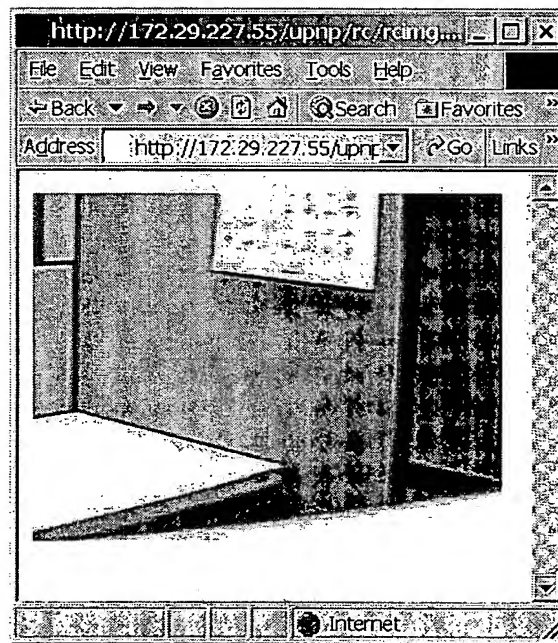 http://172.29.227.55/upnp/rc/rcimg....
File Edit View Favorites Tools Help
Back Search Favorites »
Address http://172.29.227.55/upnp Go Links »
Internet